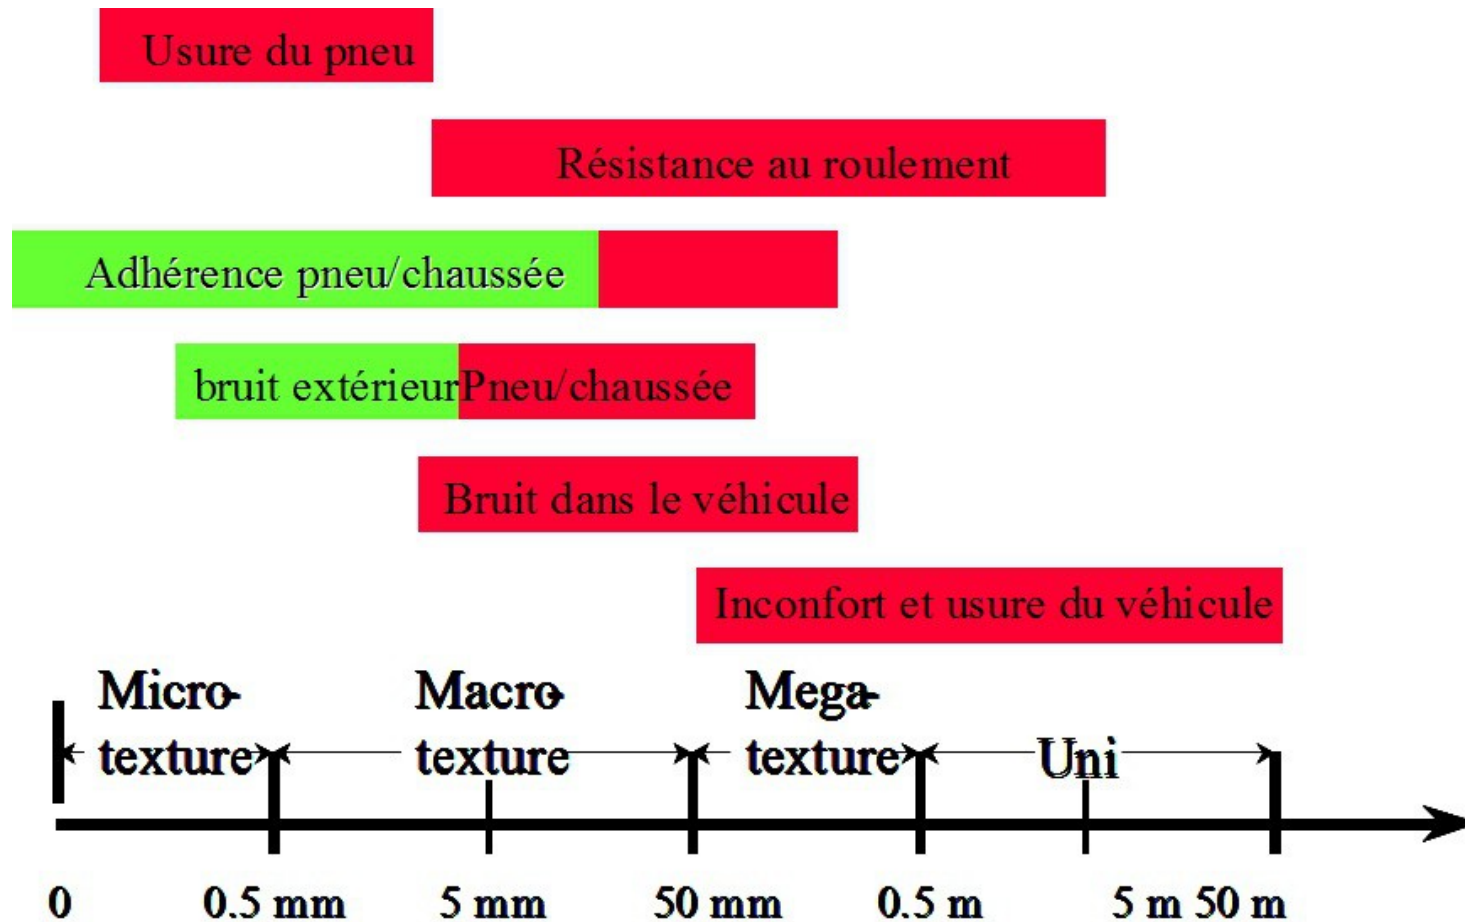 Usure du pneu
Résistance au roulement
Adhérence pneu/chaussée
bruit extérieurPneu/chaussée
Bruit dans le véhicule
Inconfort et usure du véhicule
Micro-
texture
Macro-
texture
Mega-
texture
Uni
0 0.5 mm 5 mm 50 mm 0.5 m 5 m 50 m